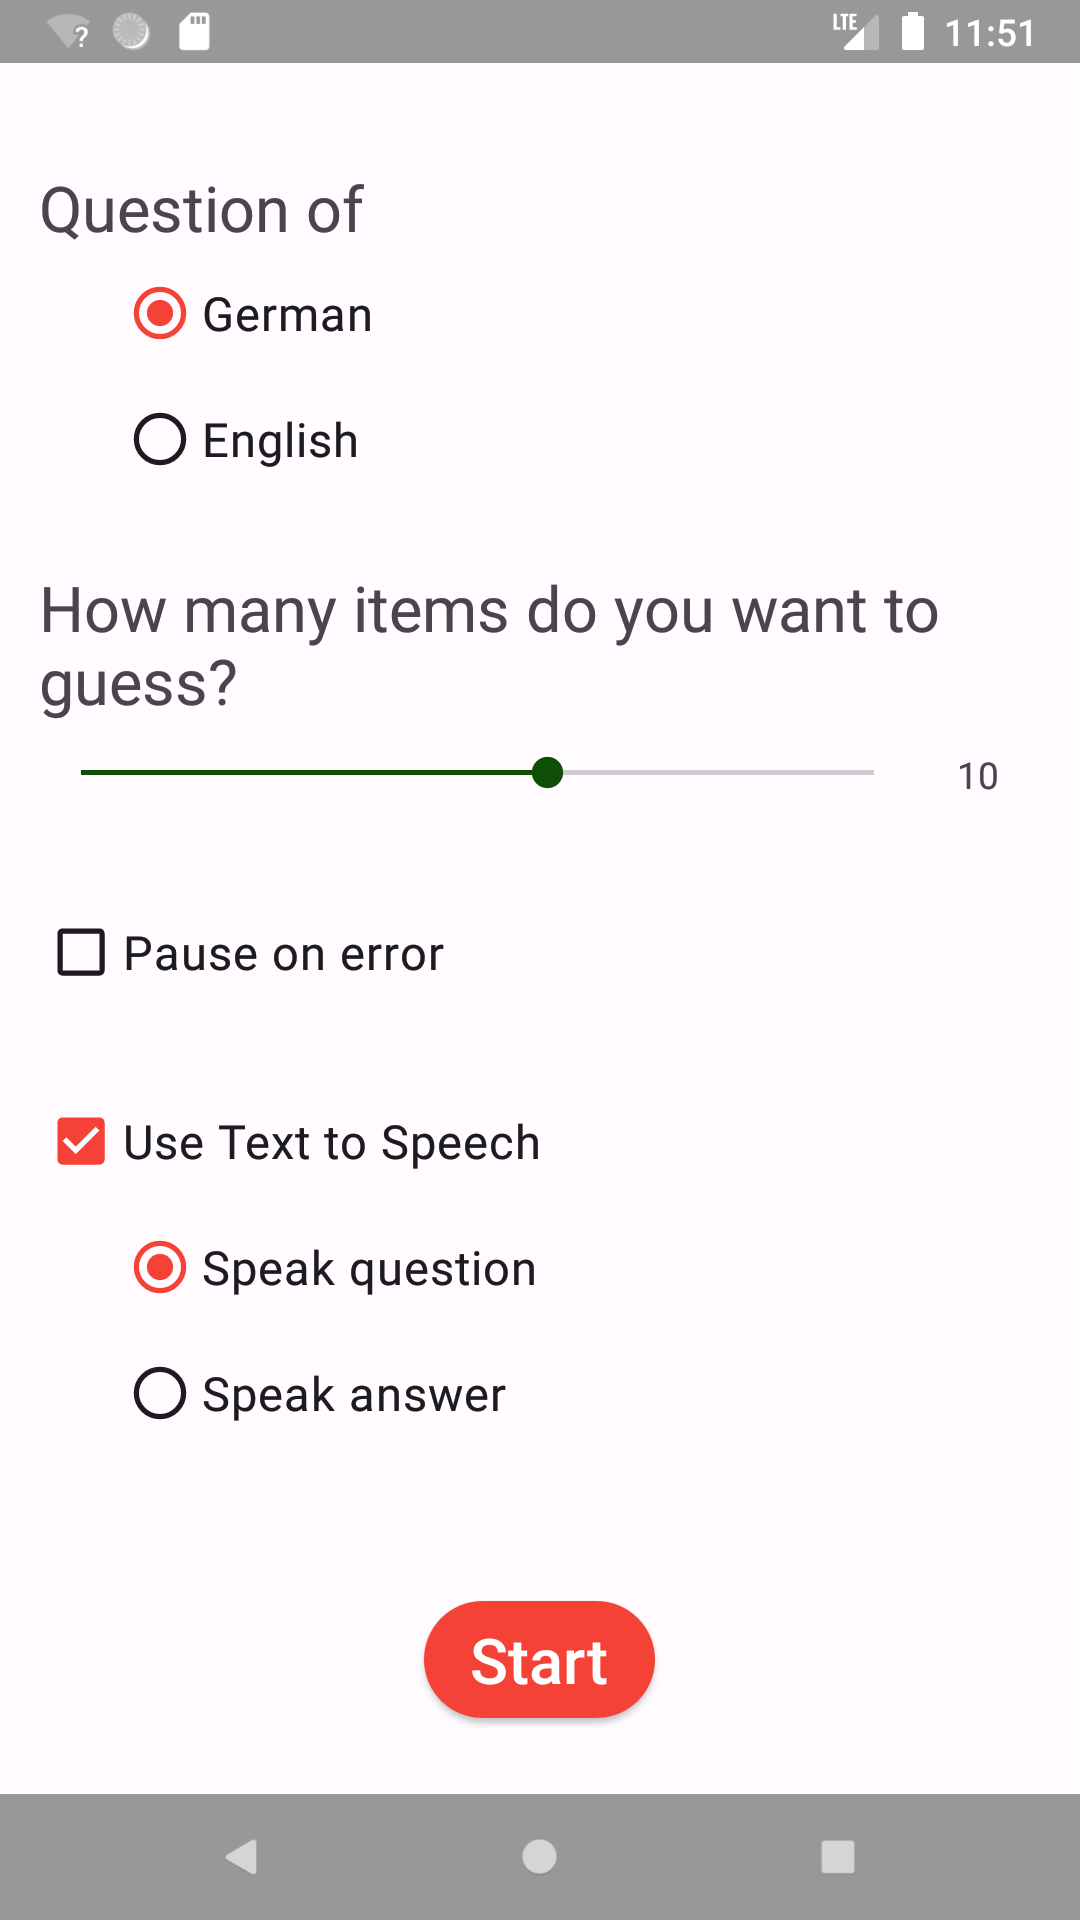 LTE 11:51
Question of
German
English
How many items do you want to
guess?
10
Pause on error
Use Text to Speech
Speak question
Speak answer
Start